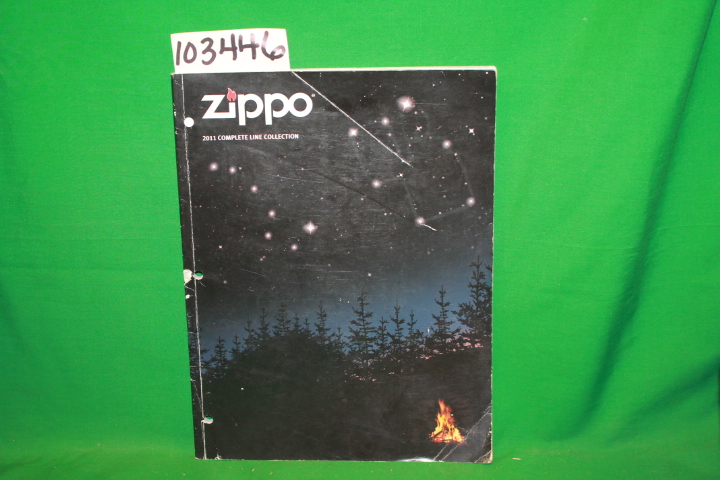 103446
Zippo
2011 COMPLETE LINE COLLECTION